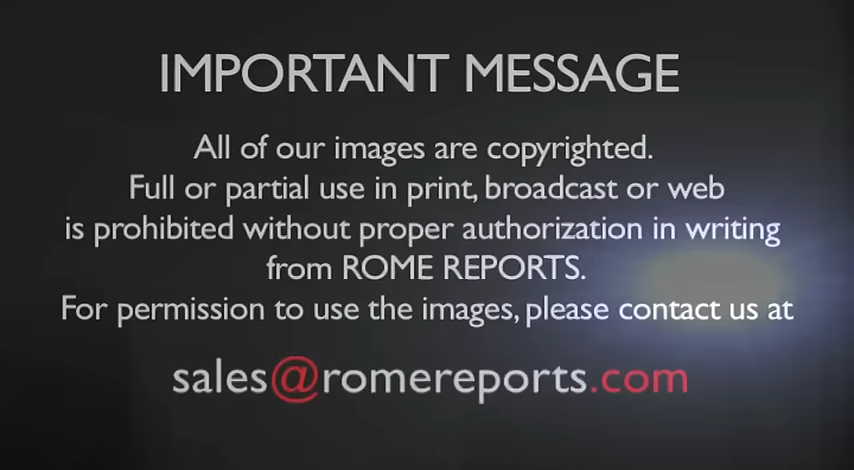 IMPORTANT MESSAGE
All of our images are copyrighted.
Full or partial use in print, broadcast or web
is prohibited without proper authorization in writing
from ROME REPORTS.
For permission to use the images, please contact us at
sales@romereports.com